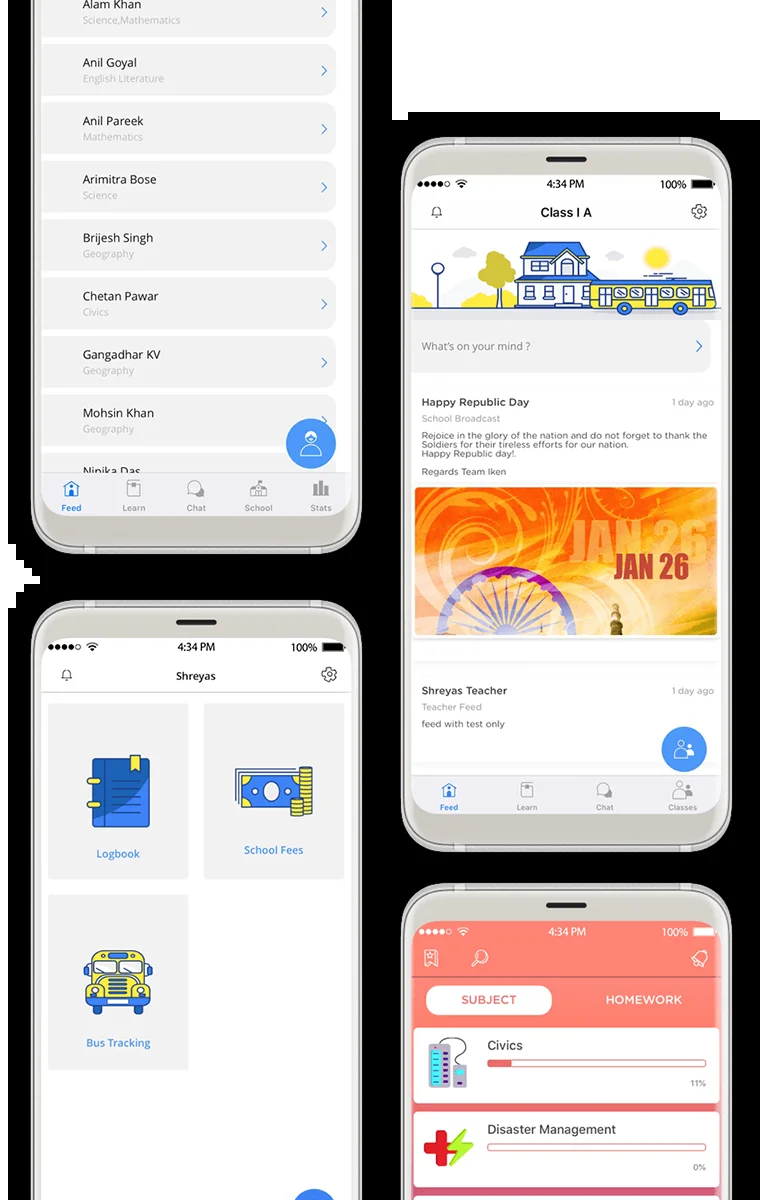 Alam Khan
Science,Mathematics
Anil Goyal
English Literature
Anil Pareek
Mathematics
Arimitra Bose
Science
Brijesh Singh
Geography
Chetan Pawar
Civics
Gangadhar KV
Geography
Mohsin Khan
Geography
Nipika Das
Feed Learn Chat School Stats
4:34 PM 100%
Class I A
What's on your mind ?
Happy Republic Day 1 day ago
School Broadcast
Rejoice in the glory of the nation and do not forget to thank the
Soldiers for their tireless efforts for our nation.
Happy Republic day!.
Regards Team Iken
JAN 26
JAN 26
Shreyas Teacher 1 day ago
Teacher Feed
feed with test only
Feed Learn Chat Classes
4:34 PM 100%
Shreyas
Logbook
School Fees
Bus Tracking
4:34 PM 100%
SUBJECT HOMEWORK
Civics
11%
Disaster Management
0%